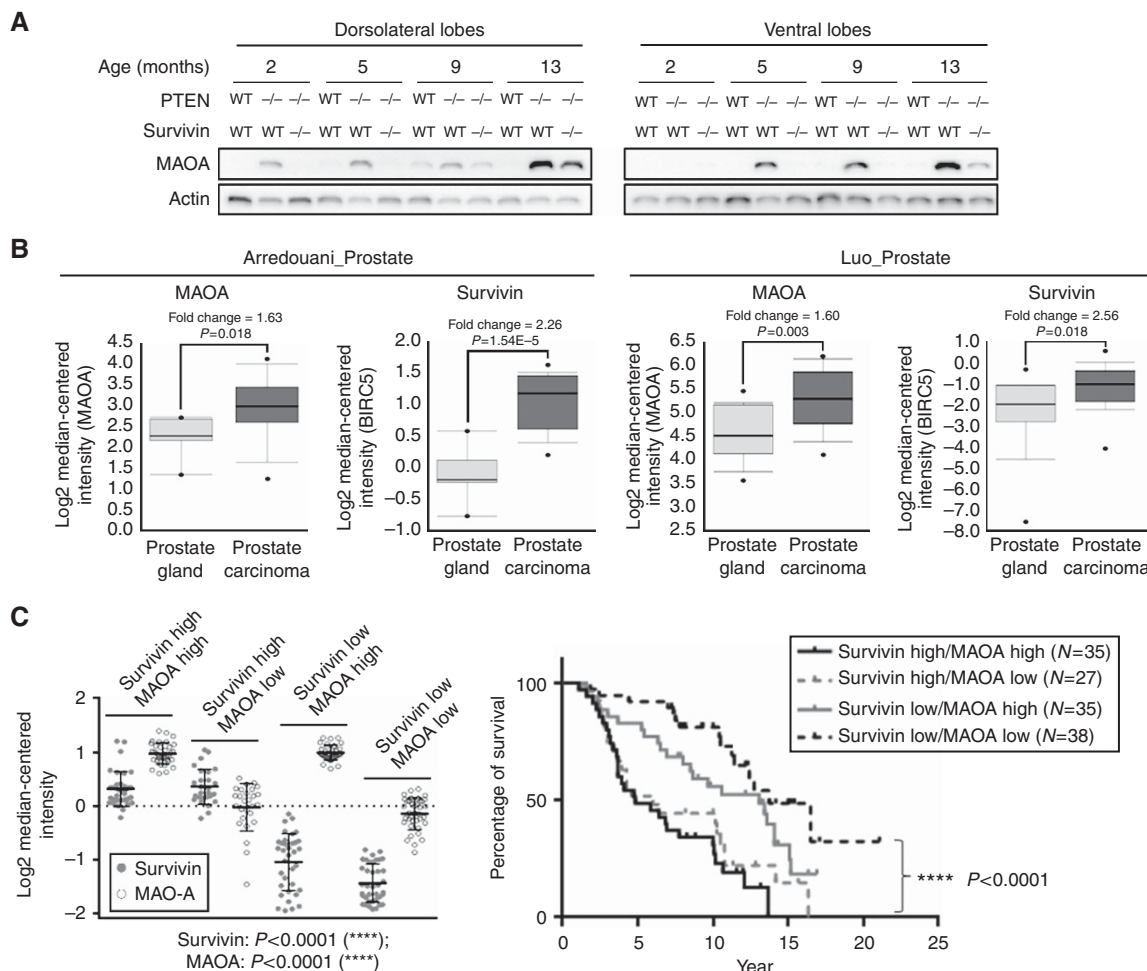 A
Dorsolateral lobes
Ventral lobes
Age (months) 2 5 9 13 2 5 9 13
PTEN WT –/– –/– WT –/– –/– WT –/– –/– WT –/– –/– WT –/– –/– WT –/– –/– WT –/– –/– WT –/– –/–
Survivin WT WT –/– WT WT –/– WT WT –/– WT WT –/– WT WT –/– WT WT –/– WT WT –/– WT WT –/–
MAOA
Actin
B
Arredouani_Prostate
Luo_Prostate
MAOA
Fold change = 1.63
P=0.018
Log2 median-centered
intensity (MAOA)
4.5
4.0
3.5
3.0
2.5
2.0
1.5
1.0
0.5
0.0
Prostate
gland
Prostate
carcinoma
Survivin
Fold change = 2.26
P=1.54E–5
Log2 median-centered
intensity (BIRC5)
2.0
1.5
1.0
0.5
0.0
–0.5
–1.0
Prostate
gland
Prostate
carcinoma
MAOA
Fold change = 1.60
P=0.003
Log2 median-centered
intensity (MAOA)
6.5
6.0
5.5
5.0
4.5
4.0
3.5
3.0
2.5
Prostate
gland
Prostate
carcinoma
Survivin
Fold change = 2.56
P=0.018
Log2 median-centered
intensity (BIRC5)
1.0
0.0
–1.0
–2.0
–3.0
–4.0
–5.0
–6.0
–7.0
–8.0
Prostate
gland
Prostate
carcinoma
C
Survivin high
MAOA high
Survivin high
MAOA low
Survivin low
MAOA high
Survivin low
MAOA low
Log2 median-centered
intensity
2
1
0
–1
–2
Survivin
MAO-A
Survivin: P<0.0001 (****);
MAOA: P<0.0001 (****)
Survivin high/MAOA high (N=35)
Survivin high/MAOA low (N=27)
Survivin low/MAOA high (N=35)
Survivin low/MAOA low (N=38)
Percentage of survival
100
50
0
**** P<0.0001
0 5 10 15 20 25
Year